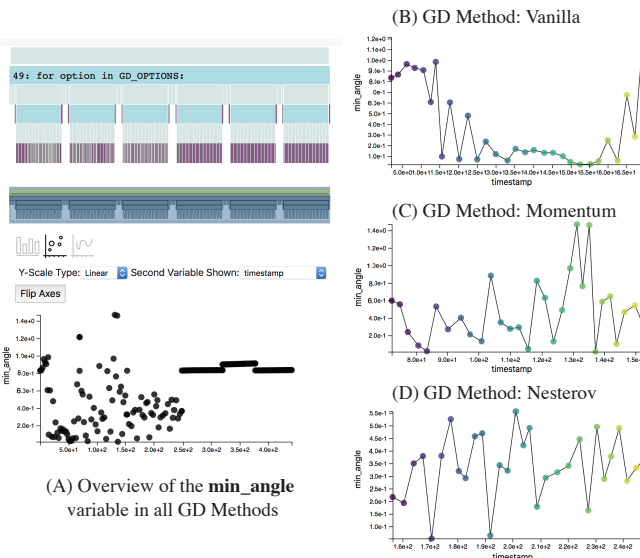 49: for option in GD_OPTIONS:
Y-Scale Type: Linear Second Variable Shown: timestamp
Flip Axes
min_angle
1.4e+0
1.2e+0
1.0e+0
8.0e-1
6.0e-1
4.0e-1
2.0e-1
5.0e+1 1.0e+2 1.5e+2 2.0e+2 2.5e+2 3.0e+2 3.5e+2 4.0e+2
(A) Overview of the min_angle
variable in all GD Methods
(B) GD Method: Vanilla
min_angle
1.2e+0
1.1e+0
1.0e+0
9.0e-1
8.0e-1
7.0e-1
0e-1
5.0e-1
4.0e-1
3.0e-1
2.0e-1
1.0e-1
5.0e+01.0e+11.5e+12.0e+12.5e+13.0e+13.5e+14.0e+14.5e+15.0e+15.5e+16.0e+16.5e+1
timestamp
(C) GD Method: Momentum
min_angle
1.4e+0
1.2e+0
1.0e+0
8.0e-1
6.0e-1
4.0e-1
2.0e-1
8.0e+1 9.0e+1 1.0e+2 1.1e+2 1.2e+2 1.3e+2 1.4e+2 1.5e+
timestamp
(D) GD Method: Nesterov
min_angle
5.5e-1
5.0e-1
4.5e-1
4.0e-1
3.5e-1
3.0e-1
2.5e-1
2.0e-1
1.5e-1
1.0e-1
1.6e+2 1.7e+2 1.8e+2 1.9e+2 2.0e+2 2.1e+2 2.2e+2 2.3e+2 2.4e+2
timestamp